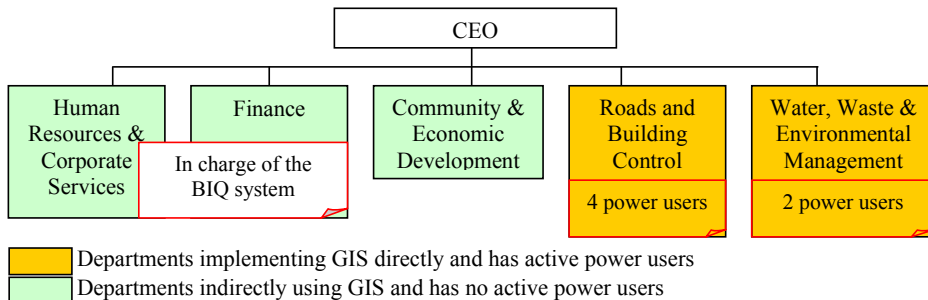 CEO
Human
Resources &
Corporate
Services
Finance
In charge of the
BIQ system
Community &
Economic
Development
Roads and
Building
Control
4 power users
Water, Waste &
Environmental
Management
2 power users
Departments implementing GIS directly and has active power users
Departments indirectly using GIS and has no active power users